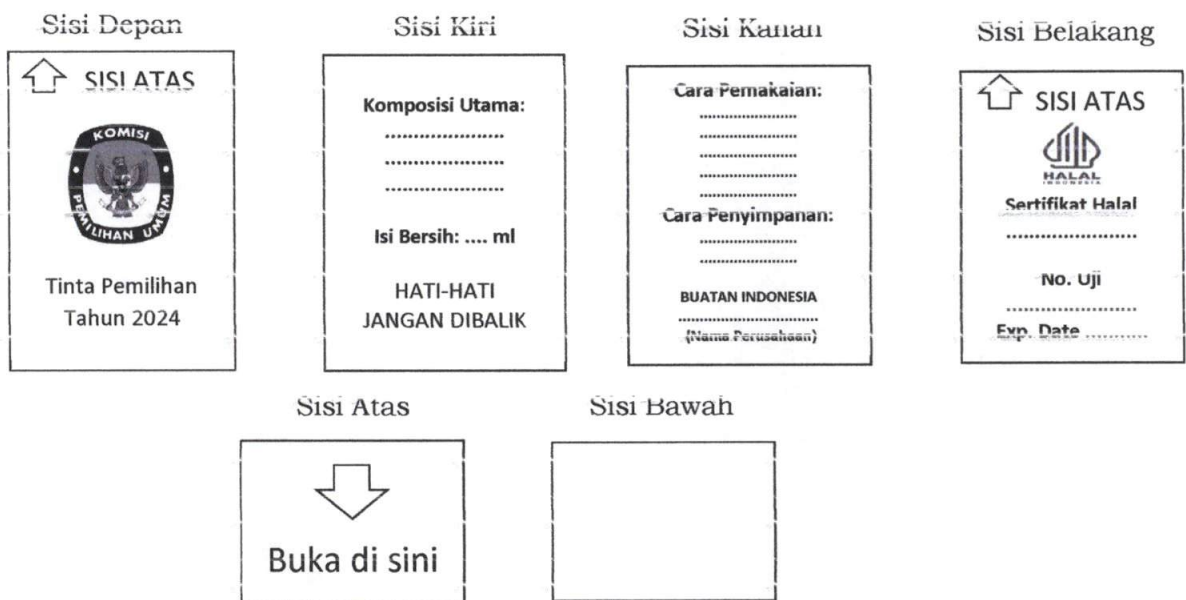 Sisi Depan
SISI ATAS
KOMISI
PEMILIHAN UMUM
Tinta Pemilihan
Tahun 2024
Sisi Kiri
Komposisi Utama:
.....................
.....................
.....................
Isi Bersih: .... ml
HATI-HATI
JANGAN DIBALIK
Sisi Kanan
Cara Pemakaian:
.......................
.......................
.......................
.......................
.......................
Cara Penyimpanan:
.......................
.......................
BUATAN INDONESIA
.................................
(Nama Perusahaan)
Sisi Belakang
SISI ATAS
HALAL
INDONESIA
Sertifikat Halal
.......................
No. Uji
.......................
Exp. Date ...........
Sisi Atas
Buka di sini
Sisi Bawah